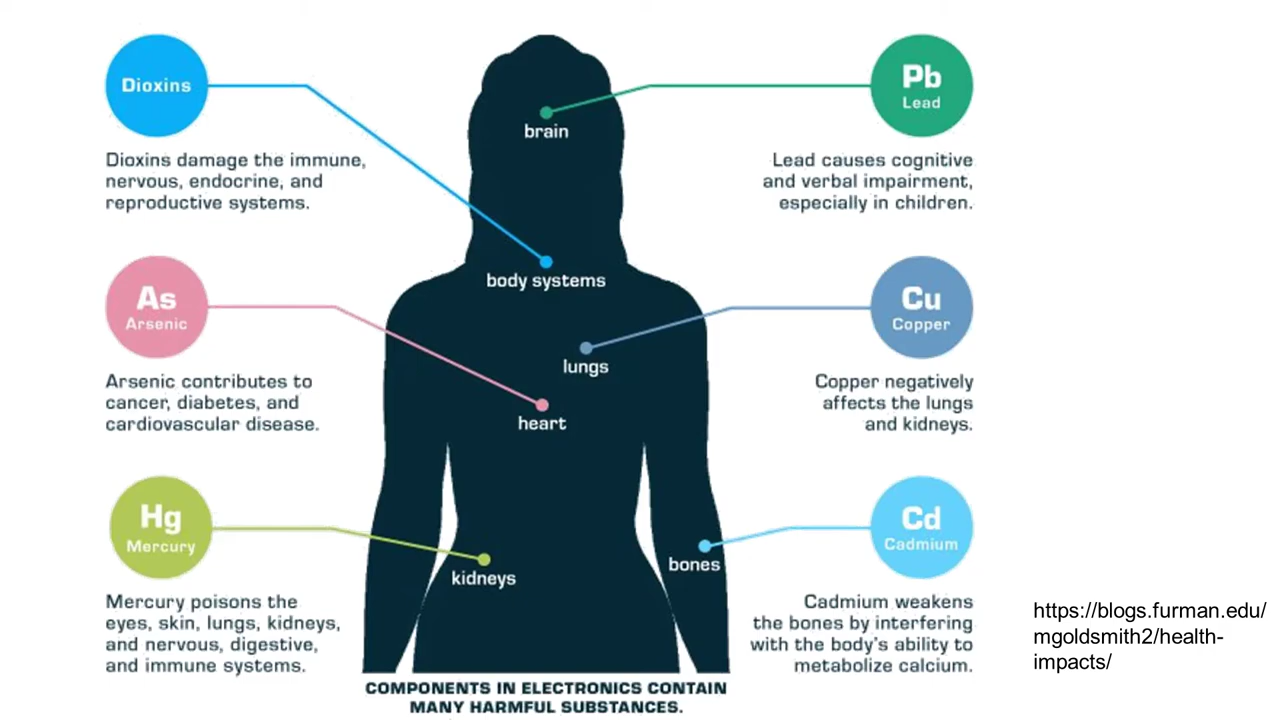 Dioxins
Dioxins damage the immune,
nervous, endocrine, and
reproductive systems.
As
Arsenic
Arsenic contributes to
cancer, diabetes, and
cardiovascular disease.
Hg
Mercury
Mercury poisons the
eyes, skin, lungs, kidneys,
and nervous, digestive,
and immune systems.
brain
body systems
lungs
heart
kidneys
bones
COMPONENTS IN ELECTRONICS CONTAIN
MANY HARMFUL SUBSTANCES.
Pb
Lead
Lead causes cognitive
and verbal impairment,
especially in children.
Cu
Copper
Copper negatively
affects the lungs
and kidneys.
Cd
Cadmium
Cadmium weakens
the bones by interfering
with the body's ability to
metabolize calcium.
https://blogs.furman.edu/
mgoldsmith2/health-
impacts/